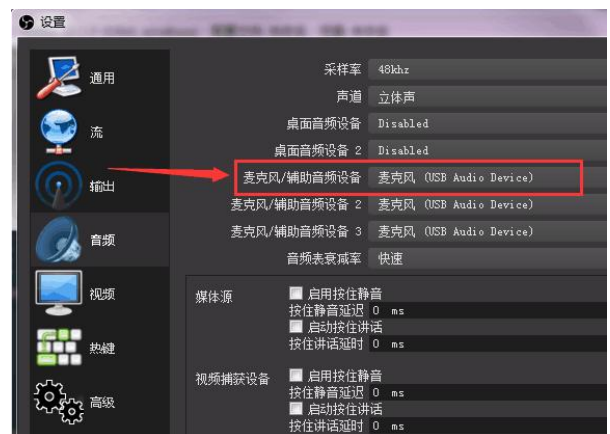 设置
通用
流
输出
音频
视频
热键
高级
采样率 48khz
声道 立体声
桌面音频设备 Disabled
桌面音频设备 2 Disabled
麦克风/辅助音频设备 麦克风 (USB Audio Device)
麦克风/辅助音频设备 2 麦克风 (USB Audio Device)
麦克风/辅助音频设备 3 麦克风 (USB Audio Device)
音频表衰减率 快速
媒体源 启用按住静音
按住静音延迟 0 ms
启动按住讲话
按住讲话延时 0 ms
视频捕获设备 启用按住静音
按住静音延迟 0 ms
启动按住讲话
按住讲话延时 0 ms